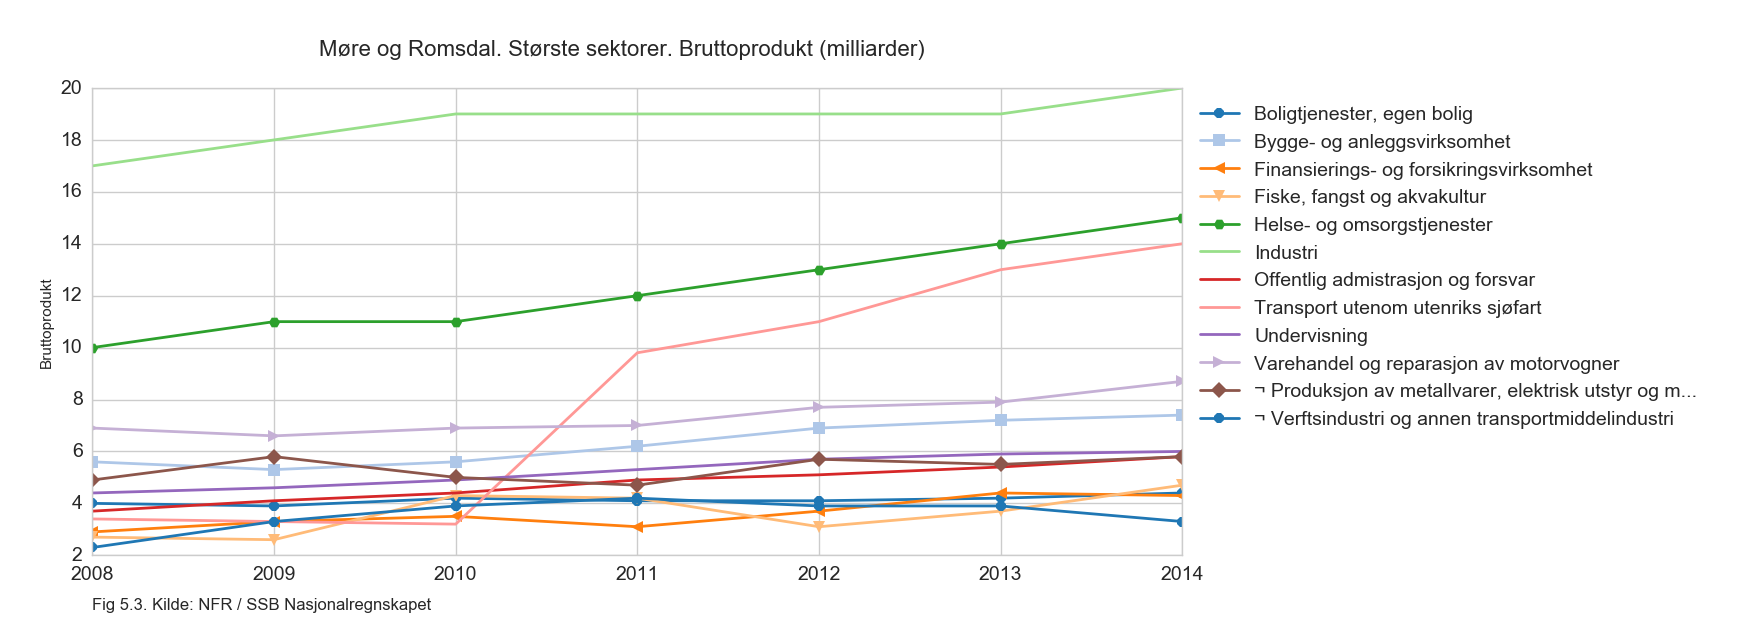 Møre og Romsdal. Største sektorer. Bruttoprodukt (milliarder)
20
18
16
14
12
10
8
6
4
2
Bruttoprodukt
2008 2009 2010 2011 2012 2013 2014
Boligtjenester, egen bolig
Bygge- og anleggsvirksomhet
Finansierings- og forsikringsvirksomhet
Fiske, fangst og akvakultur
Helse- og omsorgstjenester
Industri
Offentlig admistrasjon og forsvar
Transport utenom utenriks sjøfart
Undervisning
Varehandel og reparasjon av motorvogner
¬ Produksjon av metallvarer, elektrisk utstyr og m...
¬ Verftsindustri og annen transportmiddelindustri
Fig 5.3. Kilde: NFR / SSB Nasjonalregnskapet